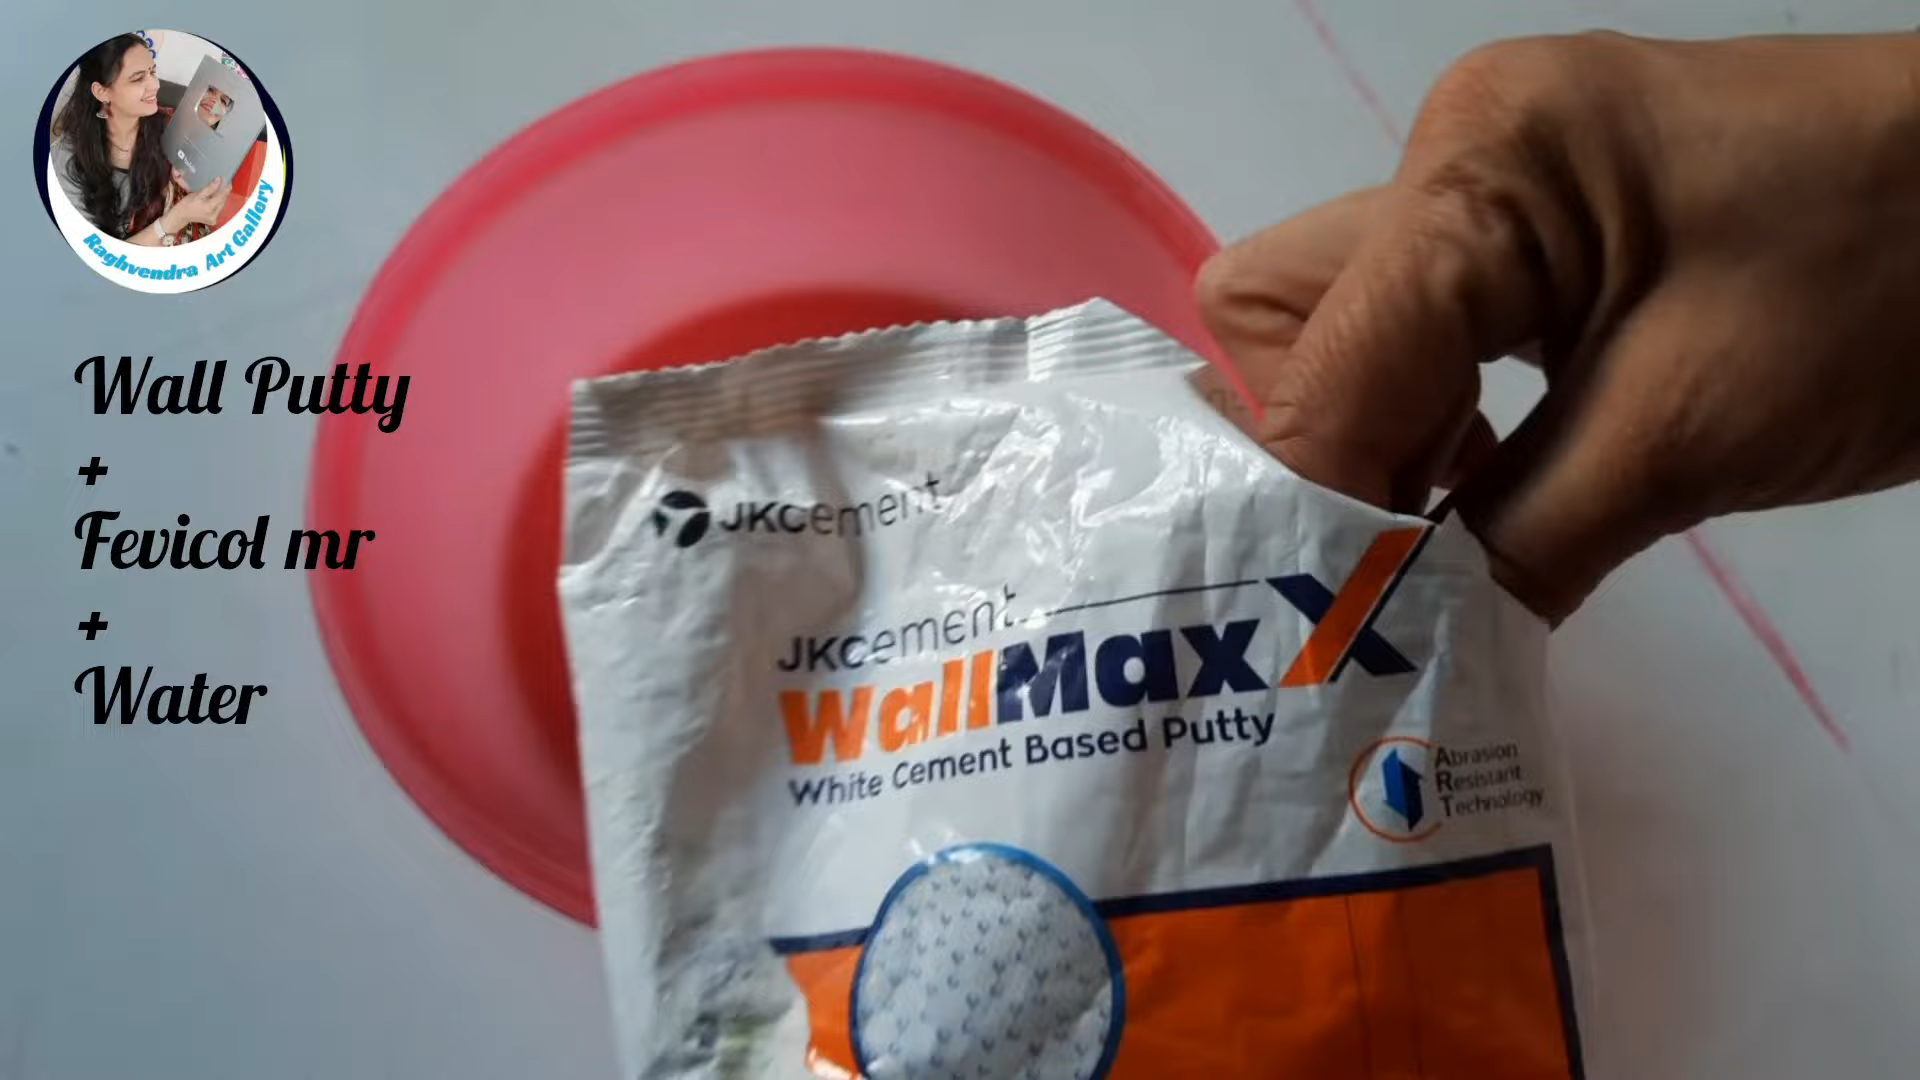 Raghvendra Art Gallery
Wall Putty
+
Fevicol mr
+
Water
JKcement
JKcement
WallMaxX
White Cement Based Putty
Abrasion
Resistant
Technology